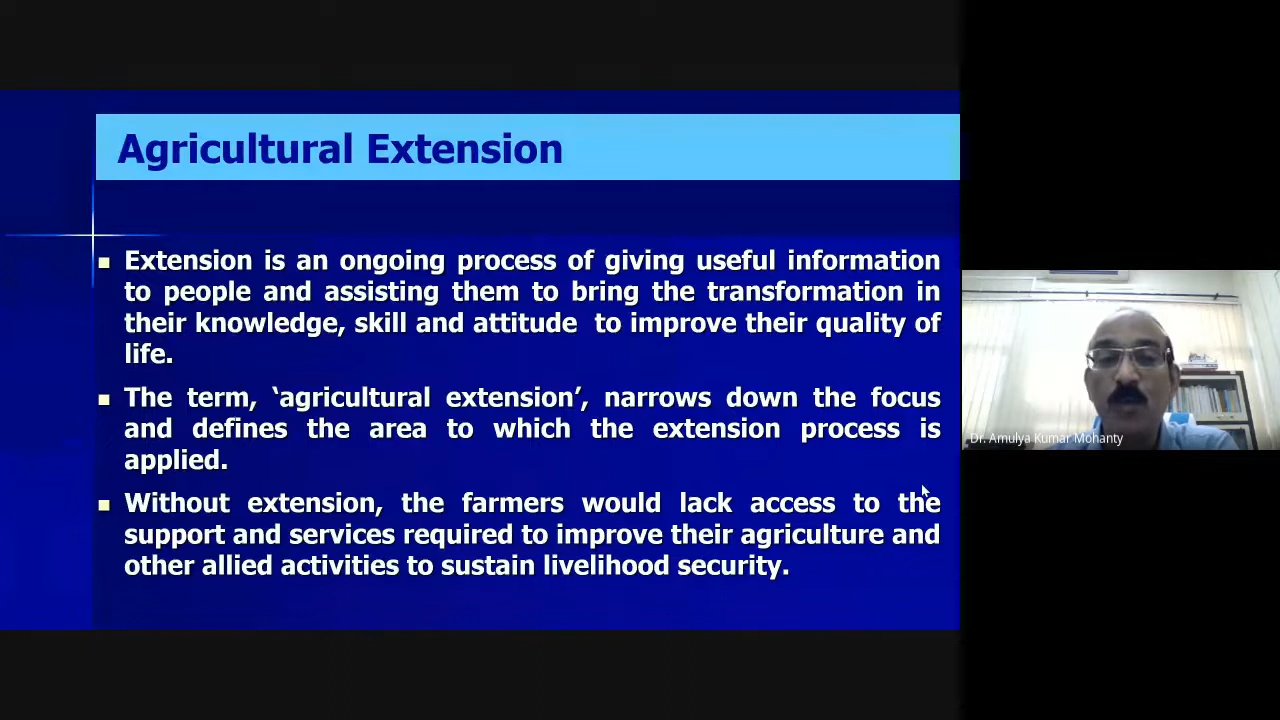 Agricultural Extension
Extension is an ongoing process of giving useful information
to people and assisting them to bring the transformation in
their knowledge, skill and attitude to improve their quality of
life.
The term, ‘agricultural extension’, narrows down the focus
and defines the area to which the extension process is
applied.
Without extension, the farmers would lack access to the
support and services required to improve their agriculture and
other allied activities to sustain livelihood security.
Dr. Amulya Kumar Mohanty